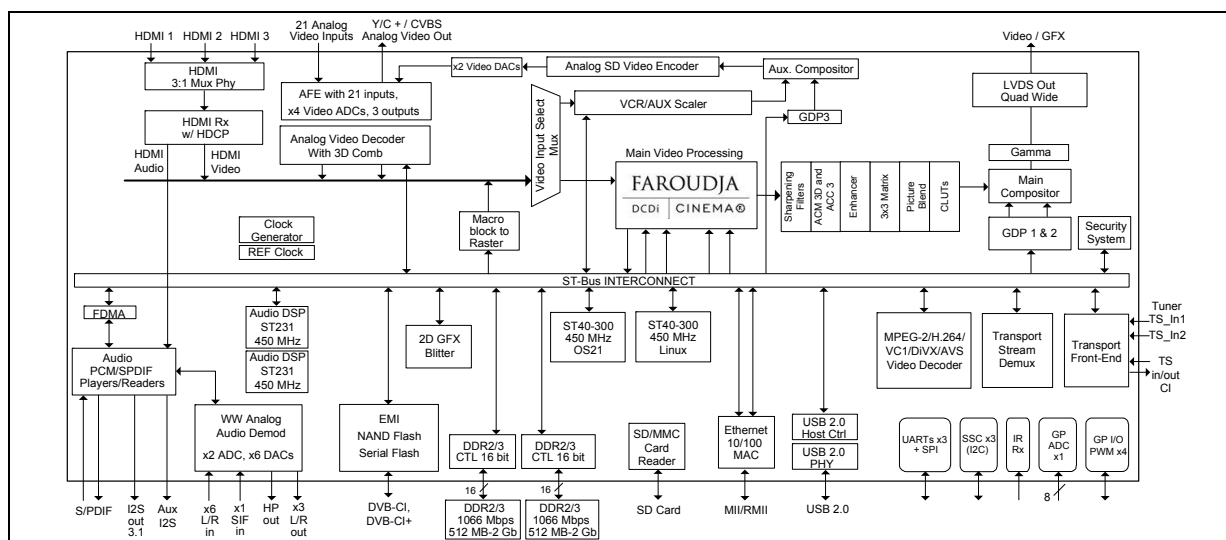 HDMI 1 HDMI 2 HDMI 3
21 Analog
Video Inputs
Y/C + / CVBS
Analog Video Out
Video / GFX
HDMI
3:1 Mux Phy
HDMI Rx
w/ HDCP
HDMI
Audio
HDMI
Video
AFE with 21 inputs,
x4 Video ADCs, 3 outputs
Analog Video Decoder
With 3D Comb
x2 Video DACs
Analog SD Video Encoder
Aux. Compositor
Video Input Select
Mux
VCR/AUX Scaler
GDP3
LVDS Out
Quad Wide
Gamma
Main
Compositor
GDP 1 & 2
Security
System
Main Video Processing
FAROUDJA
DCDi CINEMA®
Sharpening
Filters
ACM 3D and
ACC 3
Enhancer
3x3 Matrix
Picture
Blend
CLUTs
Clock
Generator
REF Clock
Macro
block to
Raster
ST-Bus INTERCONNECT
FDMA
Audio
PCM/SPDIF
Players/Readers
Audio DSP
ST231
450 MHz
Audio DSP
ST231
450 MHz
2D GFX
Blitter
ST40-300
450 MHz
OS21
ST40-300
450 MHz
Linux
MPEG-2/H.264/
VC1/DiVX/AVS
Video Decoder
Transport
Stream
Demux
Transport
Front-End
Tuner
TS_In1
TS_In2
TS
in/out
CI
WW Analog
Audio Demod
x2 ADC, x6 DACs
EMI
NAND Flash
Serial Flash
DDR2/3
CTL 16 bit
DDR2/3
CTL 16 bit
SD/MMC
Card
Reader
Ethernet
10/100
MAC
USB 2.0
Host Ctrl
USB 2.0
PHY
UARTs x3
+ SPI
SSC x3
(I2C)
IR
Rx
GP
ADC
x1
GP I/O
PWM x4
16
16
8
S/PDIF
I2S
out
3.1
Aux
I2S
x6
L/R
in
x1
SIF
in
HP
out
x3
L/R
out
DVB-CI,
DVB-CI+
DDR2/3
1066 Mbps
512 MB-2 Gb
DDR2/3
1066 Mbps
512 MB-2 Gb
SD Card
MII/RMII
USB 2.0